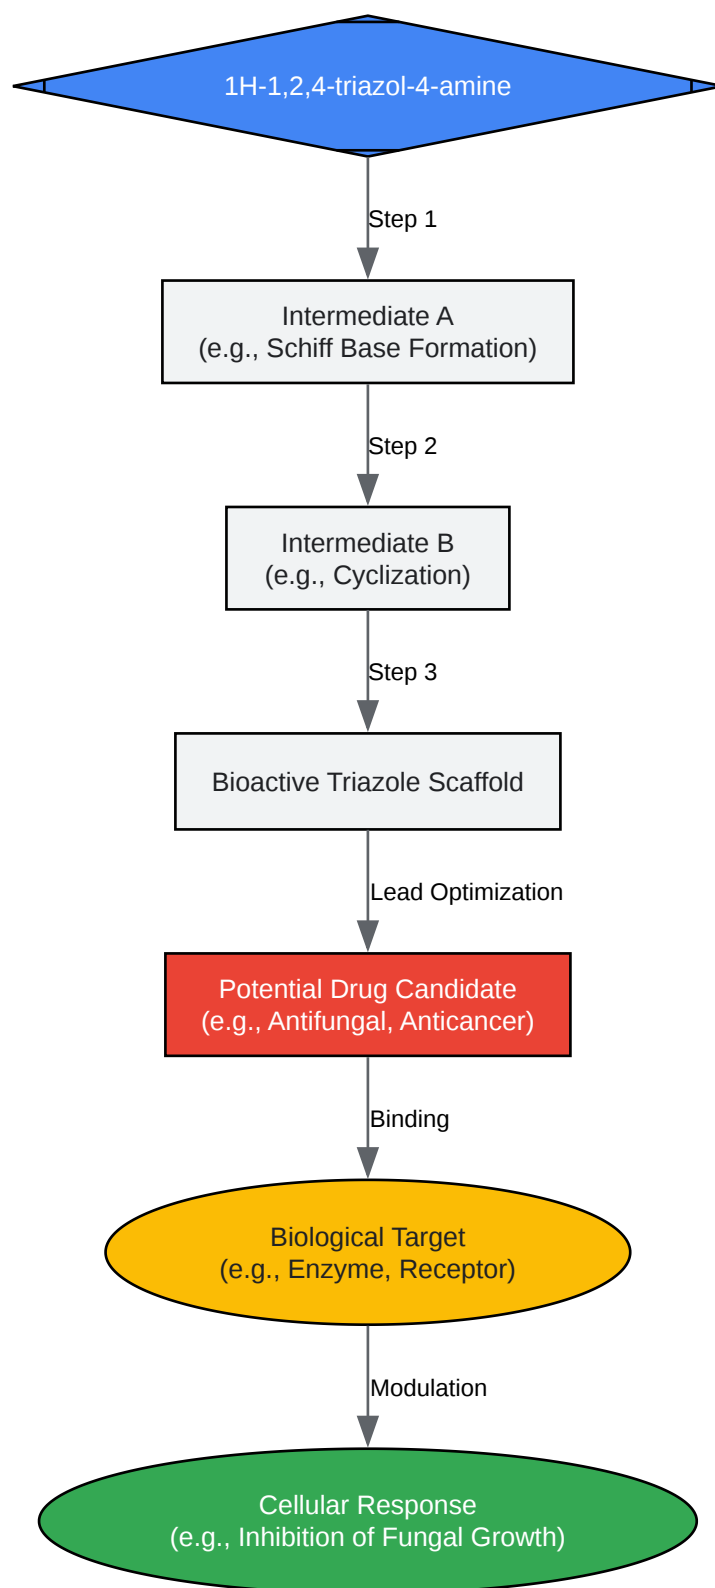 1H-1,2,4-triazol-4-amine
Step 1
Intermediate A
(e.g., Schiff Base Formation)
Step 2
Intermediate B
(e.g., Cyclization)
Step 3
Bioactive Triazole Scaffold
Lead Optimization
Potential Drug Candidate
(e.g., Antifungal, Anticancer)
Binding
Biological Target
(e.g., Enzyme, Receptor)
Modulation
Cellular Response
(e.g., Inhibition of Fungal Growth)